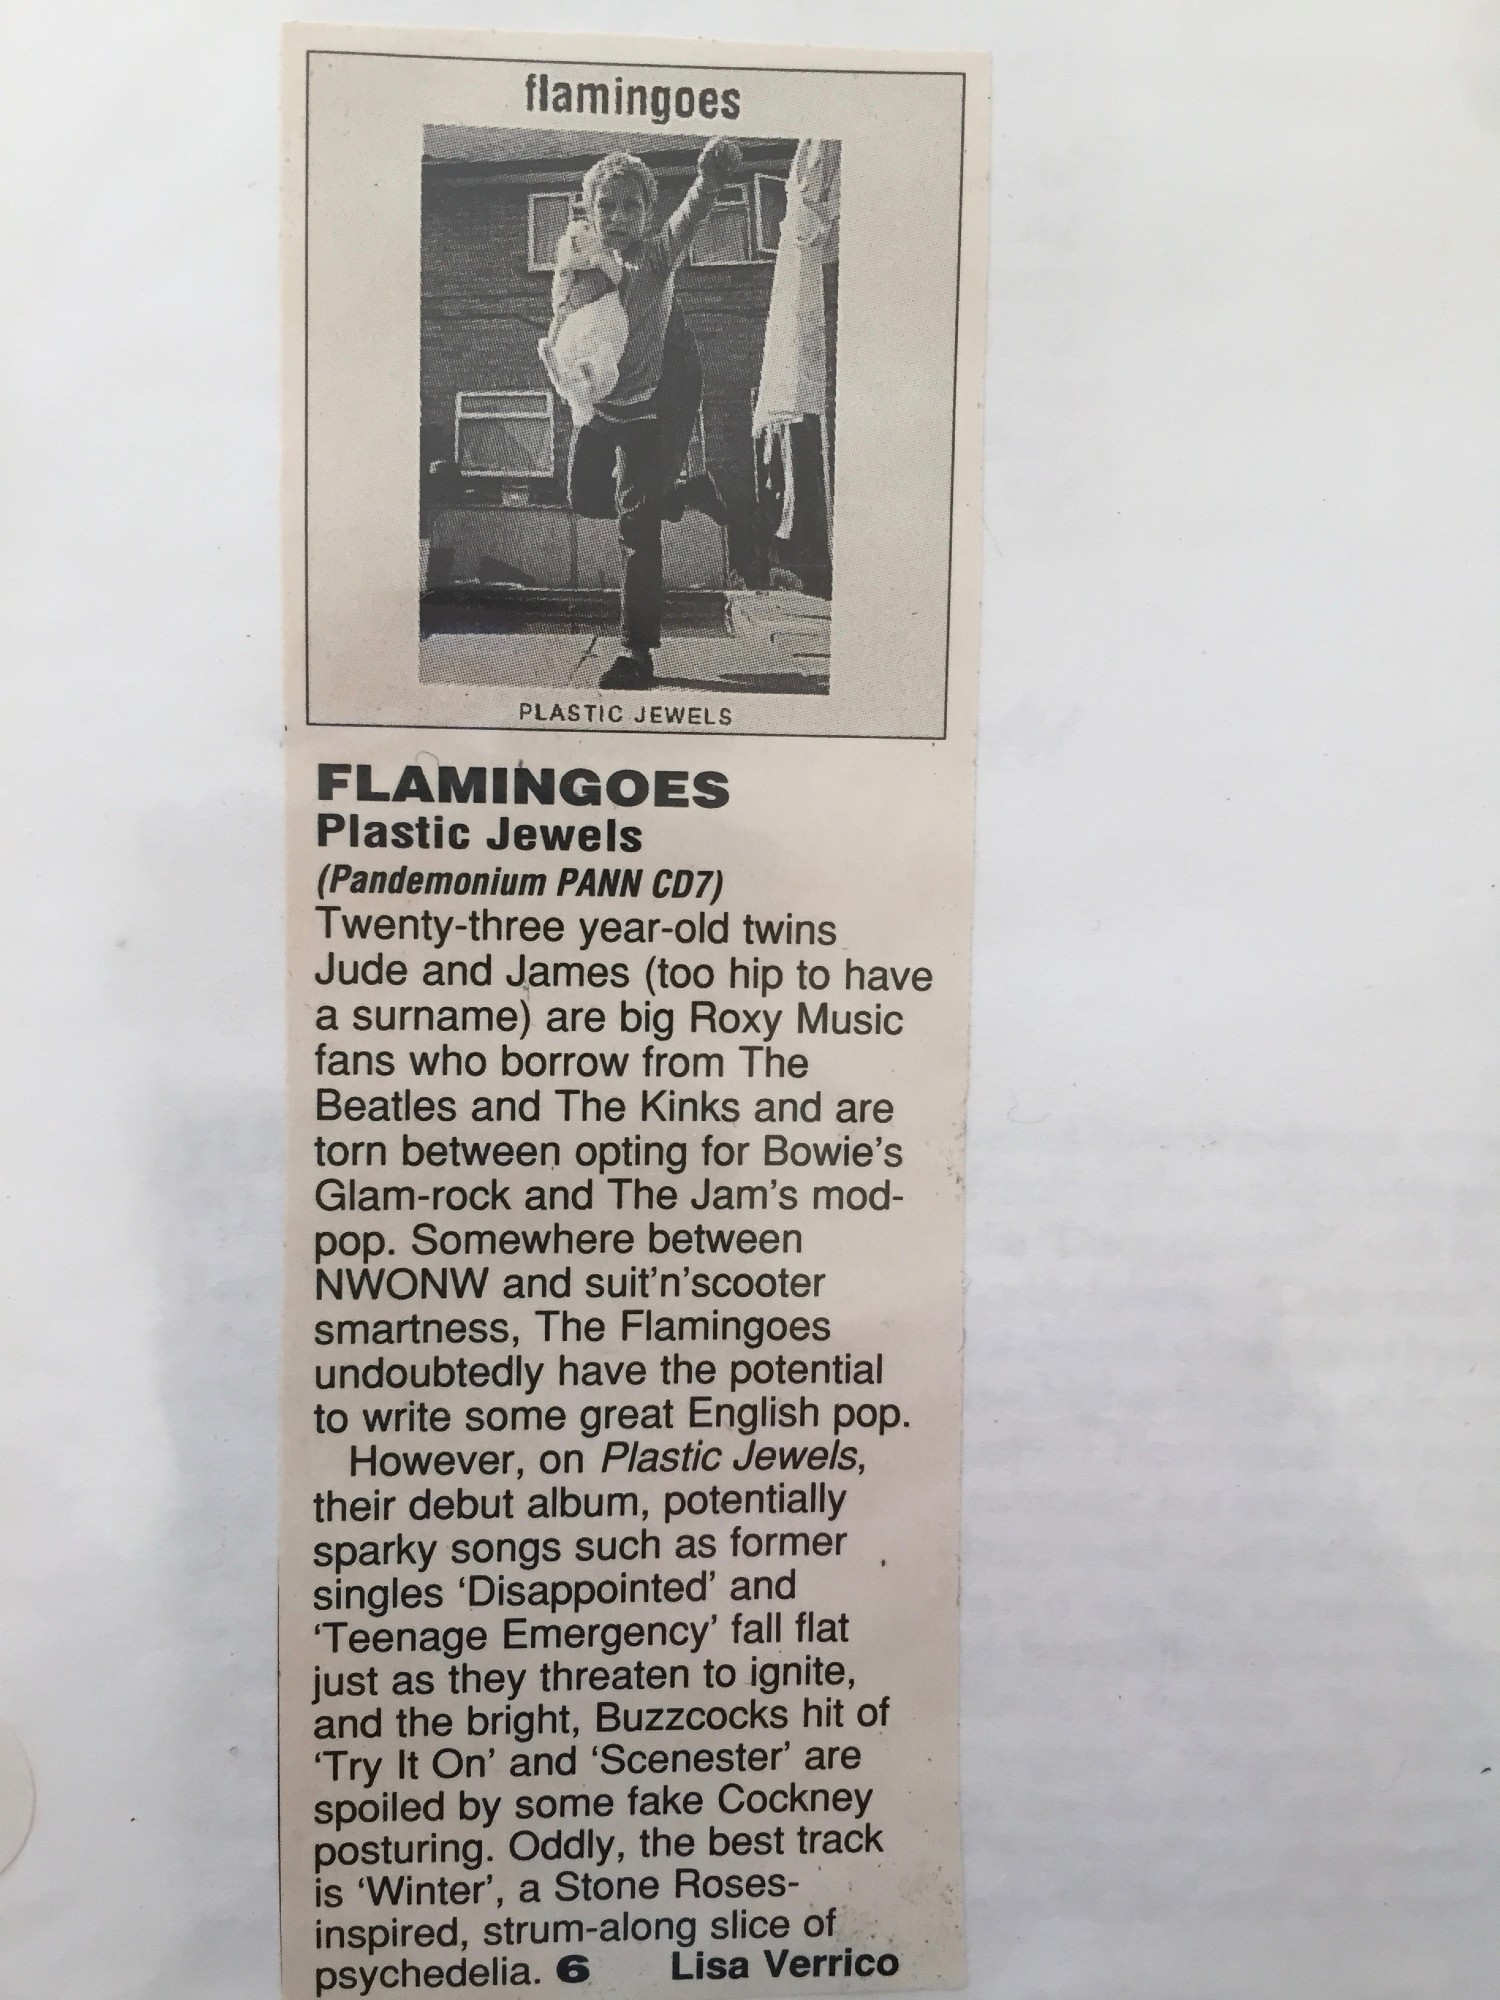 flamingoes
PLASTIC JEWELS
FLAMINGOES
Plastic Jewels
(Pandemonium PANN CD7)
Twenty-three year-old twins
Jude and James (too hip to have
a surname) are big Roxy Music
fans who borrow from The
Beatles and The Kinks and are
torn between opting for Bowie's
Glam-rock and The Jam's mod-
pop. Somewhere between
NWONW and suit'n'scooter
smartness, The Flamingoes
undoubtedly have the potential
to write some great English pop.
However, on Plastic Jewels,
their debut album, potentially
sparky songs such as former
singles ‘Disappointed’ and
‘Teenage Emergency’ fall flat
just as they threaten to ignite,
and the bright, Buzzcocks hit of
‘Try It On’ and ‘Scenester’ are
spoiled by some fake Cockney
posturing. Oddly, the best track
is ‘Winter’, a Stone Roses-
inspired, strum-along slice of
psychedelia. 6 Lisa Verrico